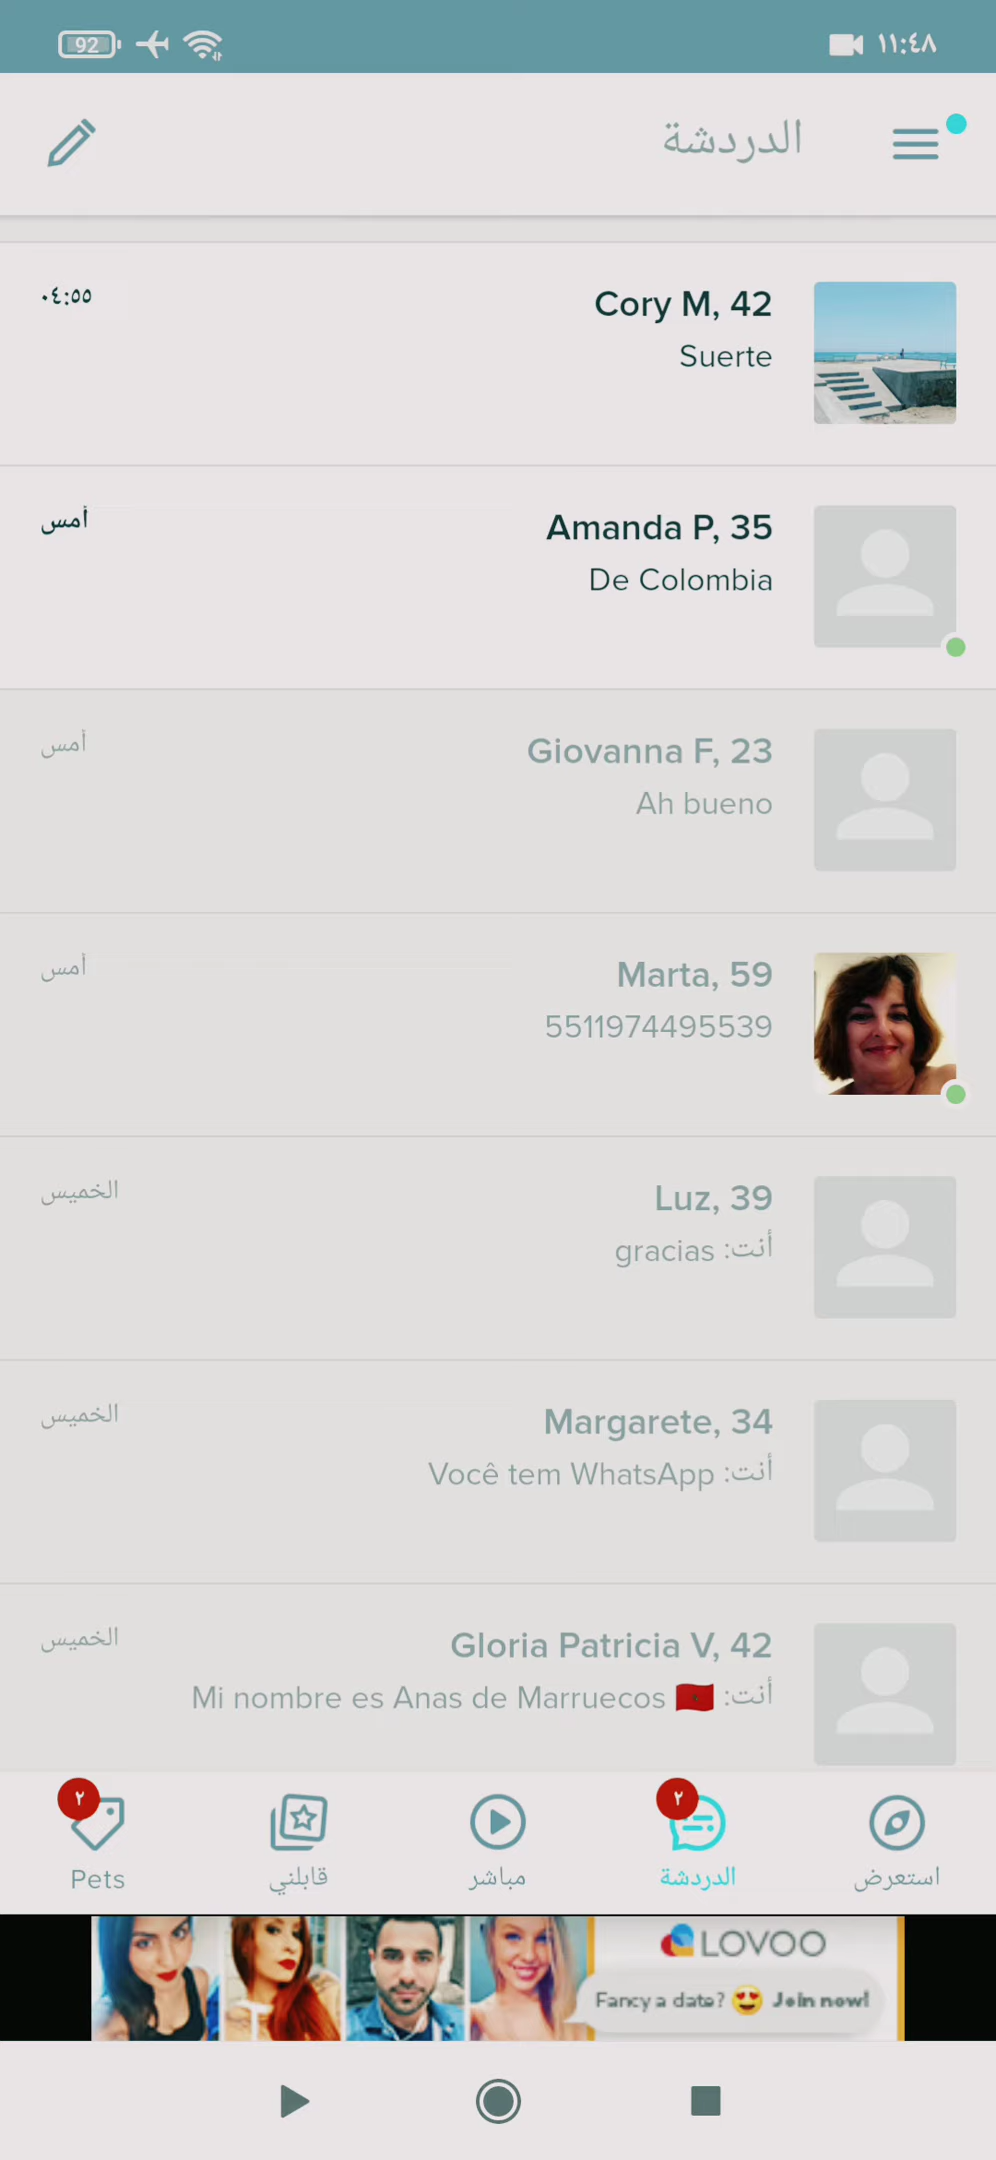 92
١١:٤٨
الدردشة
Cory M, 42
٠٤:٥٥
Suerte
Amanda P, 35
أمس
De Colombia
Giovanna F, 23
أمس
Ah bueno
Marta, 59
أمس
5511974495539
Luz, 39
الخميس
أنت: gracias
Margarete, 34
الخميس
أنت: Você tem WhatsApp
Gloria Patricia V, 42
الخميس
أنت: Mi nombre es Anas de Marruecos 🇲🇦
استعرض
٢
الدردشة
مباشر
قابلني
٢
Pets
LOVOO
Fancy a date? 😍 Join now!